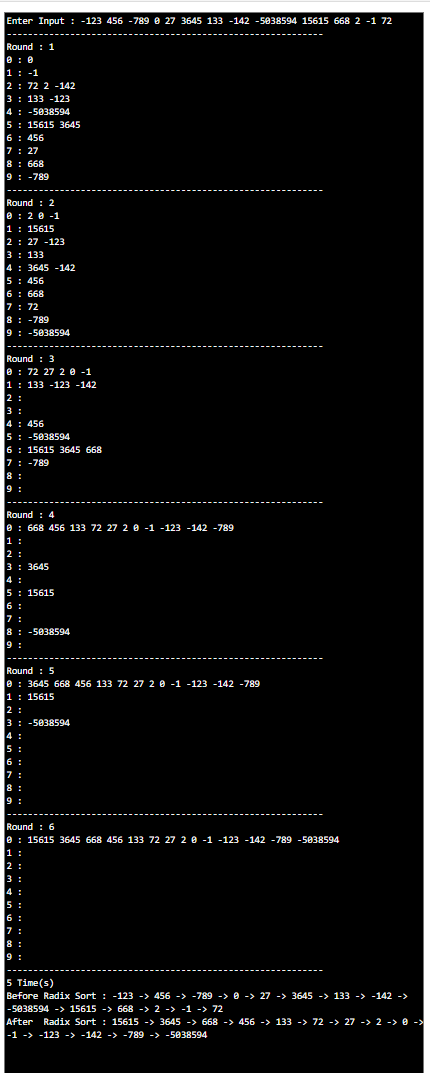 Enter Input : -123 456 -789 0 27 3645 133 -142 -5038594 15615 668 2 -1 72
------------------------------------------------------------
Round : 1
0 : 0
1 : -1
2 : 72 2 -142
3 : 133 -123
4 : -5038594
5 : 15615 3645
6 : 456
7 : 27
8 : 668
9 : -789
------------------------------------------------------------
Round : 2
0 : 2 0 -1
1 : 15615
2 : 27 -123
3 : 133
4 : 3645 -142
5 : 456
6 : 668
7 : 72
8 : -789
9 : -5038594
------------------------------------------------------------
Round : 3
0 : 72 27 2 0 -1
1 : 133 -123 -142
2 :
3 :
4 : 456
5 : -5038594
6 : 15615 3645 668
7 : -789
8 :
9 :
------------------------------------------------------------
Round : 4
0 : 668 456 133 72 27 2 0 -1 -123 -142 -789
1 :
2 :
3 : 3645
4 :
5 : 15615
6 :
7 :
8 : -5038594
9 :
------------------------------------------------------------
Round : 5
0 : 3645 668 456 133 72 27 2 0 -1 -123 -142 -789
1 : 15615
2 :
3 : -5038594
4 :
5 :
6 :
7 :
8 :
9 :
------------------------------------------------------------
Round : 6
0 : 15615 3645 668 456 133 72 27 2 0 -1 -123 -142 -789 -5038594
1 :
2 :
3 :
4 :
5 :
6 :
7 :
8 :
9 :
------------------------------------------------------------
5 Time(s)
Before Radix Sort : -123 -> 456 -> -789 -> 0 -> 27 -> 3645 -> 133 -> -142 ->
-5038594 -> 15615 -> 668 -> 2 -> -1 -> 72
After  Radix Sort : 15615 -> 3645 -> 668 -> 456 -> 133 -> 72 -> 27 -> 2 -> 0 ->
-1 -> -123 -> -142 -> -789 -> -5038594